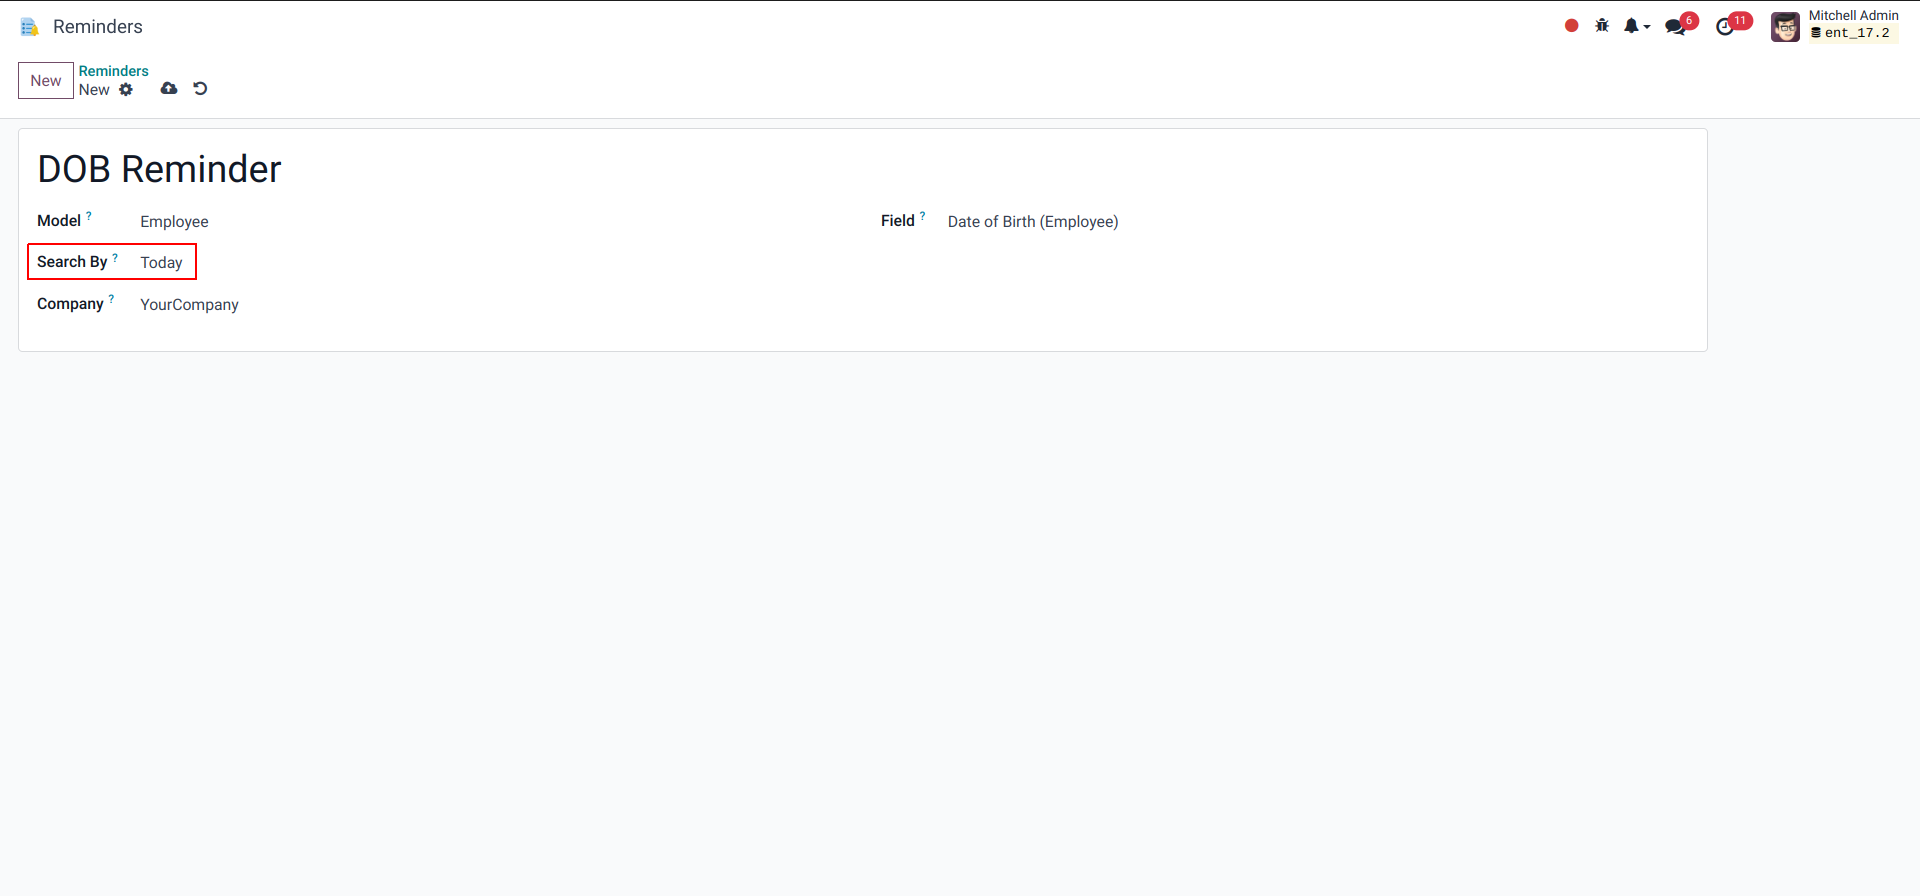 Reminders
6
11
Mitchell Admin
ent_17.2
New
Reminders
New
DOB Reminder
Model ?
Employee
Field ?
Date of Birth (Employee)
Search By ?
Today
Company ?
YourCompany